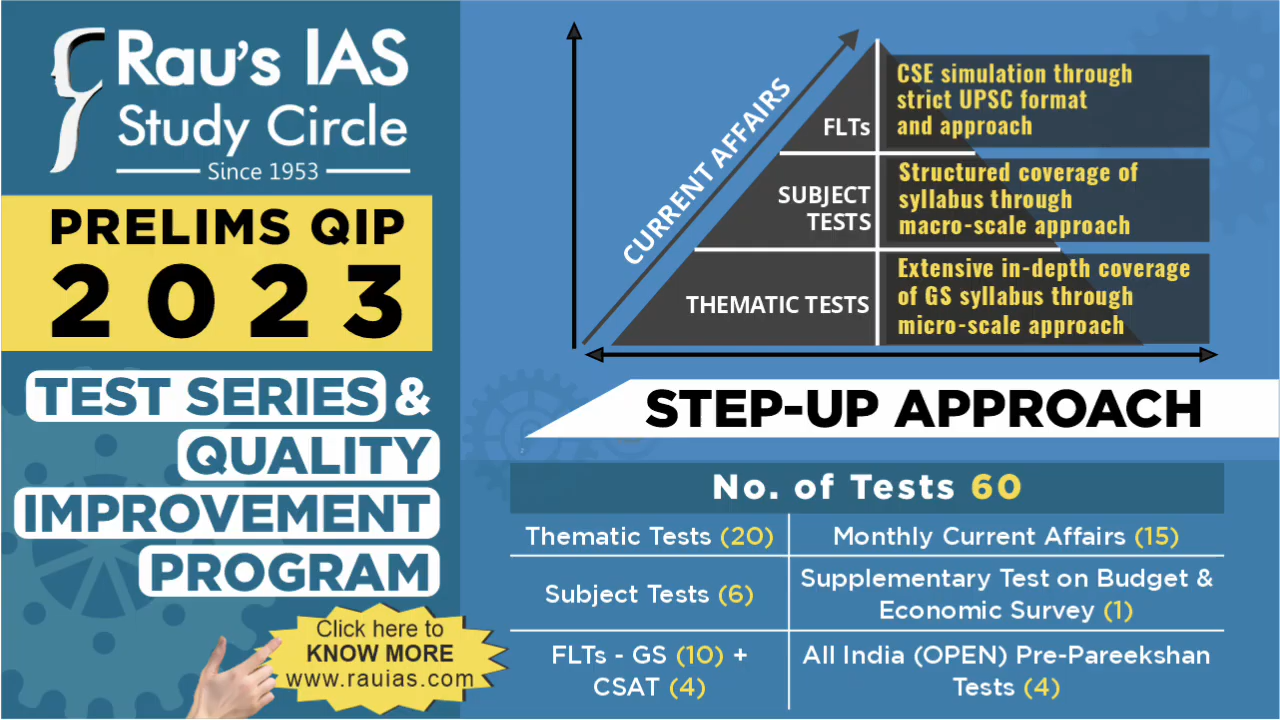 Rau's IAS
Study Circle
Since 1953
PRELIMS QIP
2023
TEST SERIES &
QUALITY
IMPROVEMENT
PROGRAM
Click here to
KNOW MORE
www.rauias.com
CURRENT AFFAIRS
FLTs
CSE simulation through
strict UPSC format
and approach
SUBJECT
TESTS
Structured coverage of
syllabus through
macro-scale approach
THEMATIC TESTS
Extensive in-depth coverage
of GS syllabus through
micro-scale approach
STEP-UP APPROACH
No. of Tests 60
Thematic Tests (20)
Monthly Current Affairs (15)
Subject Tests (6)
Supplementary Test on Budget &
Economic Survey (1)
FLTs - GS (10) +
CSAT (4)
All India (OPEN) Pre-Pareekshan
Tests (4)